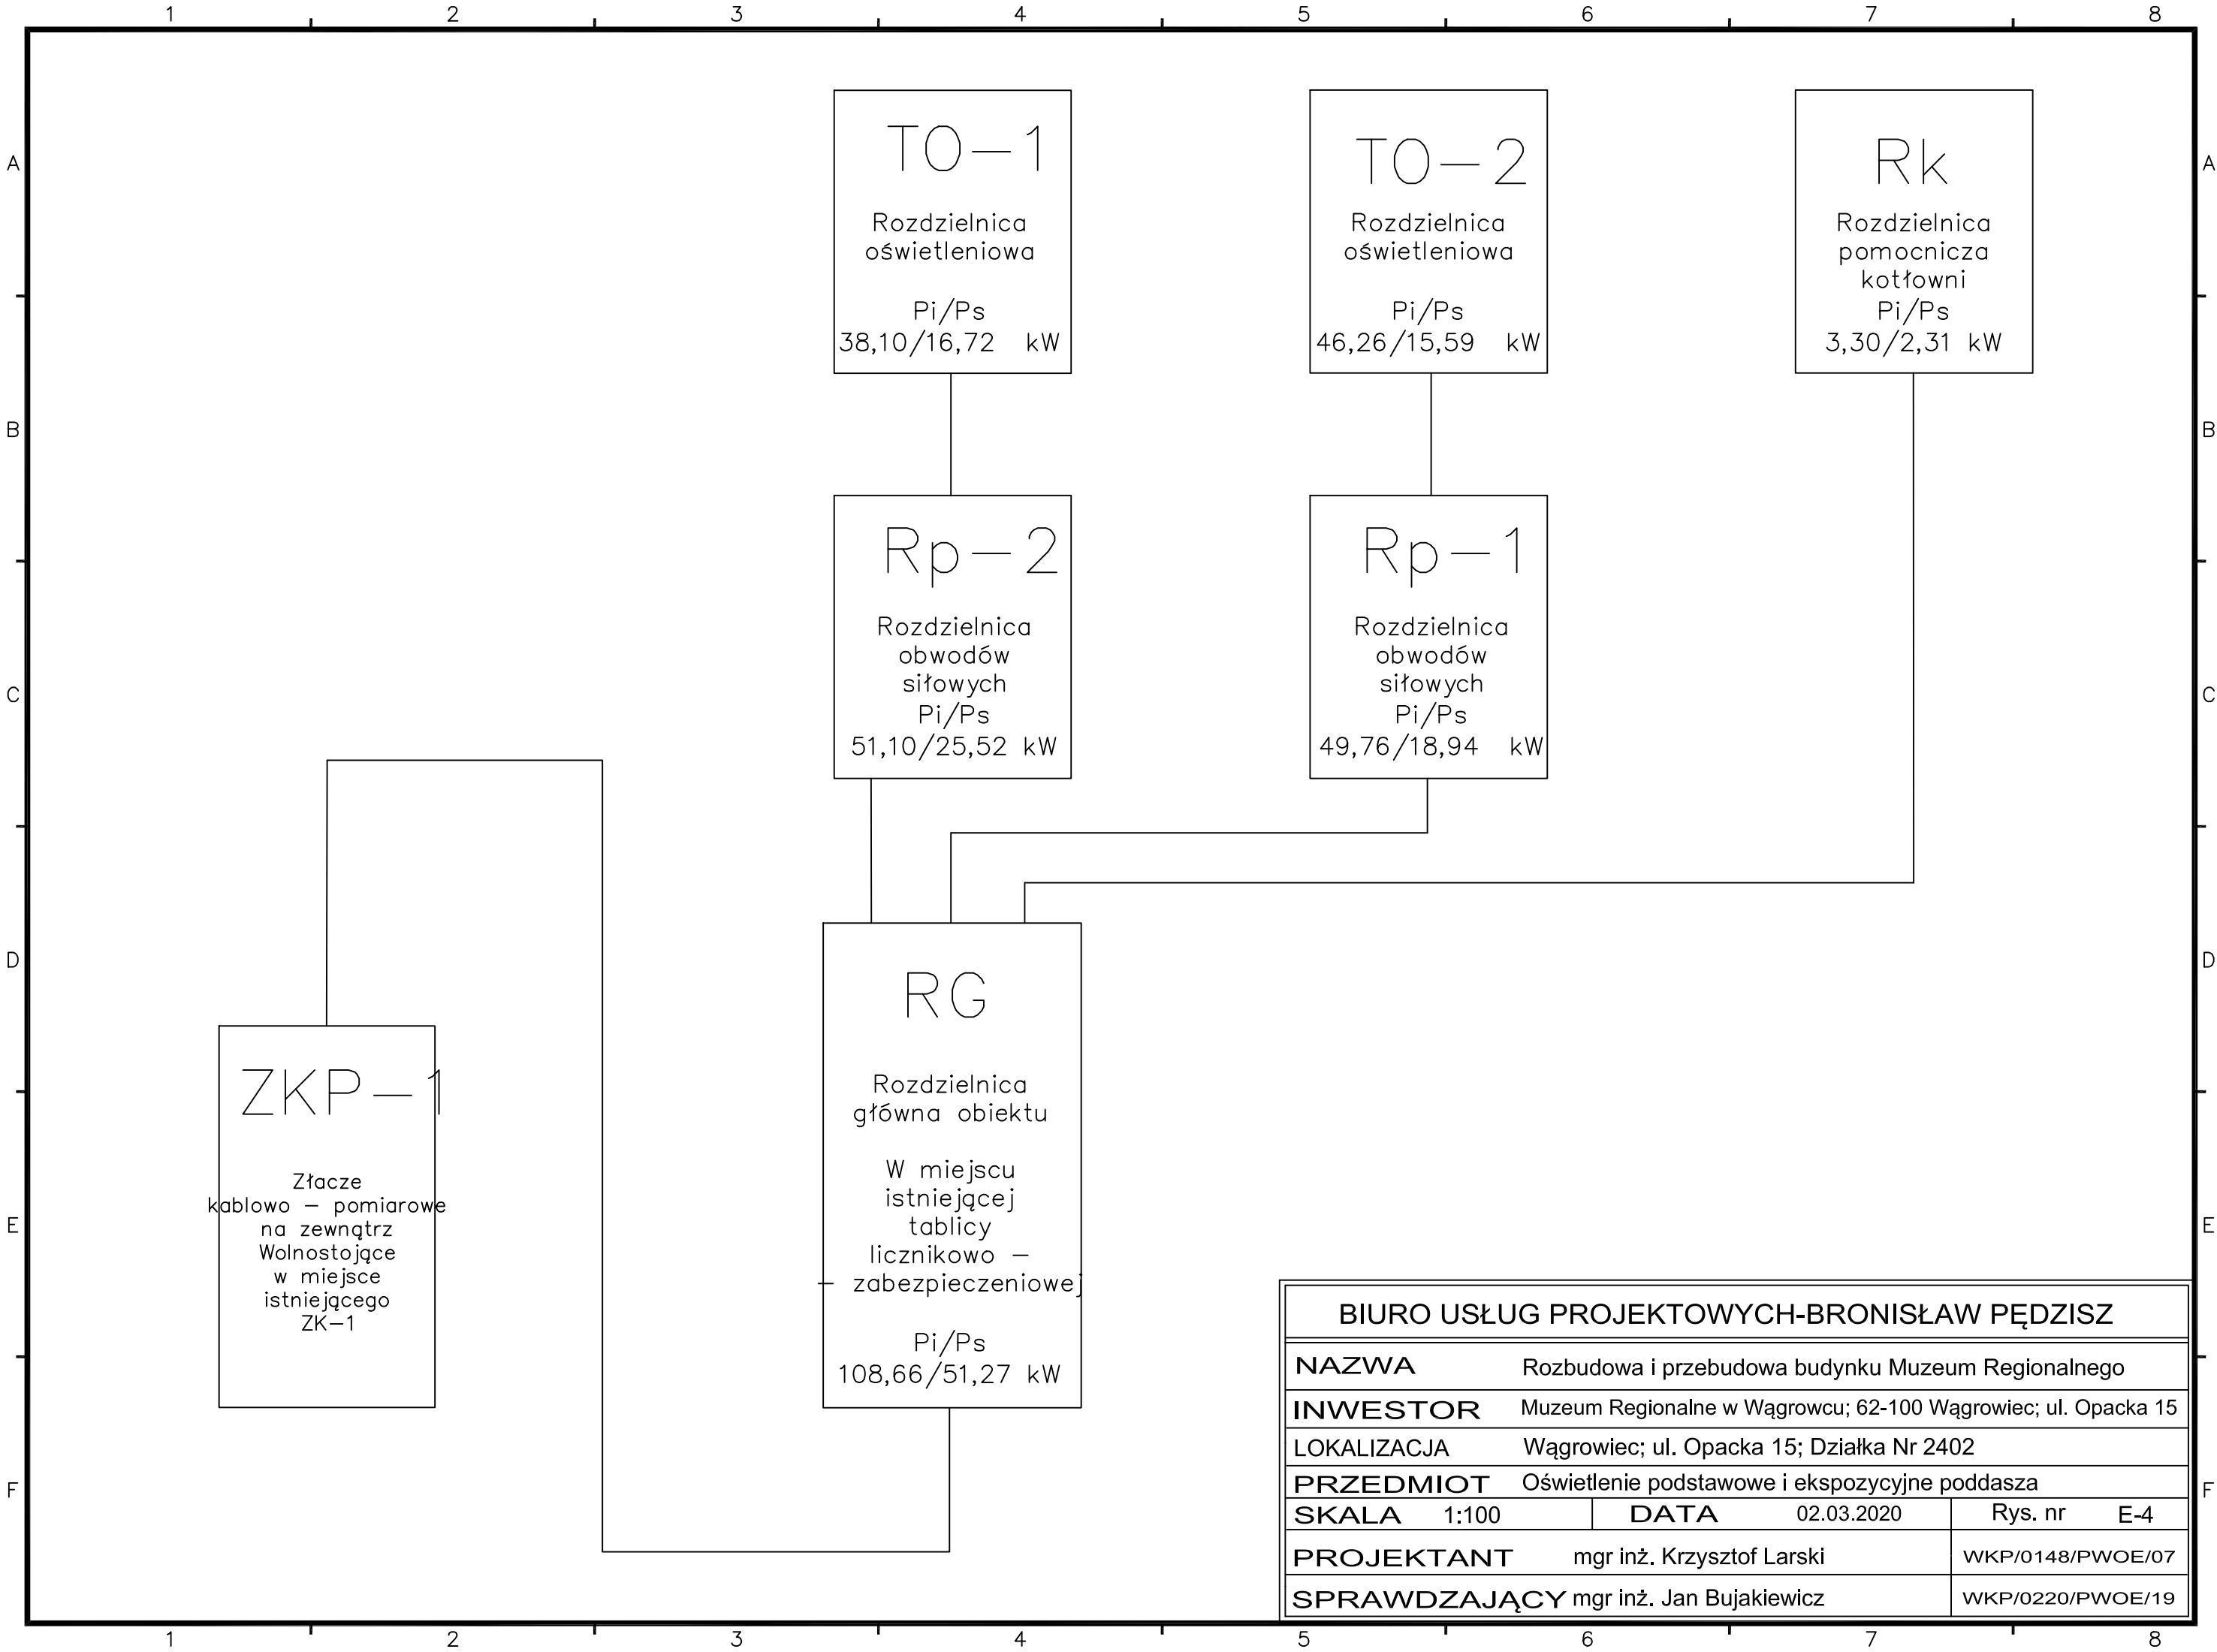 1 2 3 4 5 6 7 8
A
B
C
D
E
F
TO-1
Rozdzielnica
oświetleniowa
Pi/Ps
38,10/16,72 kW
TO-2
Rozdzielnica
oświetleniowa
Pi/Ps
46,26/15,59 kW
Rk
Rozdzielnica
pomocnicza
kotłowni
Pi/Ps
3,30/2,31 kW
Rp-2
Rozdzielnica
obwodów
siłowych
Pi/Ps
51,10/25,52 kW
Rp-1
Rozdzielnica
obwodów
siłowych
Pi/Ps
49,76/18,94 kW
ZKP-1
Złacze
kablowo - pomiarowe
na zewnątrz
Wolnostojące
w miejsce
istniejącego
ZK-1
RG
Rozdzielnica
główna obiektu
W miejscu
istniejącej
tablicy
licznikowo -
- zabezpieczeniowej
Pi/Ps
108,66/51,27 kW
BIURO USŁUG PROJEKTOWYCH-BRONISŁAW PĘDZISZ
NAZWA Rozbudowa i przebudowa budynku Muzeum Regionalnego
INWESTOR Muzeum Regionalne w Wągrowcu; 62-100 Wągrowiec; ul. Opacka 15
LOKALIZACJA Wągrowiec; ul. Opacka 15; Działka Nr 2402
PRZEDMIOT Oświetlenie podstawowe i ekspozycyjne poddasza
SKALA 1:100 DATA 02.03.2020 Rys. nr E-4
PROJEKTANT mgr inż. Krzysztof Larski WKP/0148/PWOE/07
SPRAWDZAJĄCY mgr inż. Jan Bujakiewicz WKP/0220/PWOE/19
A
B
C
D
E
F
1 2 3 4 5 6 7 8